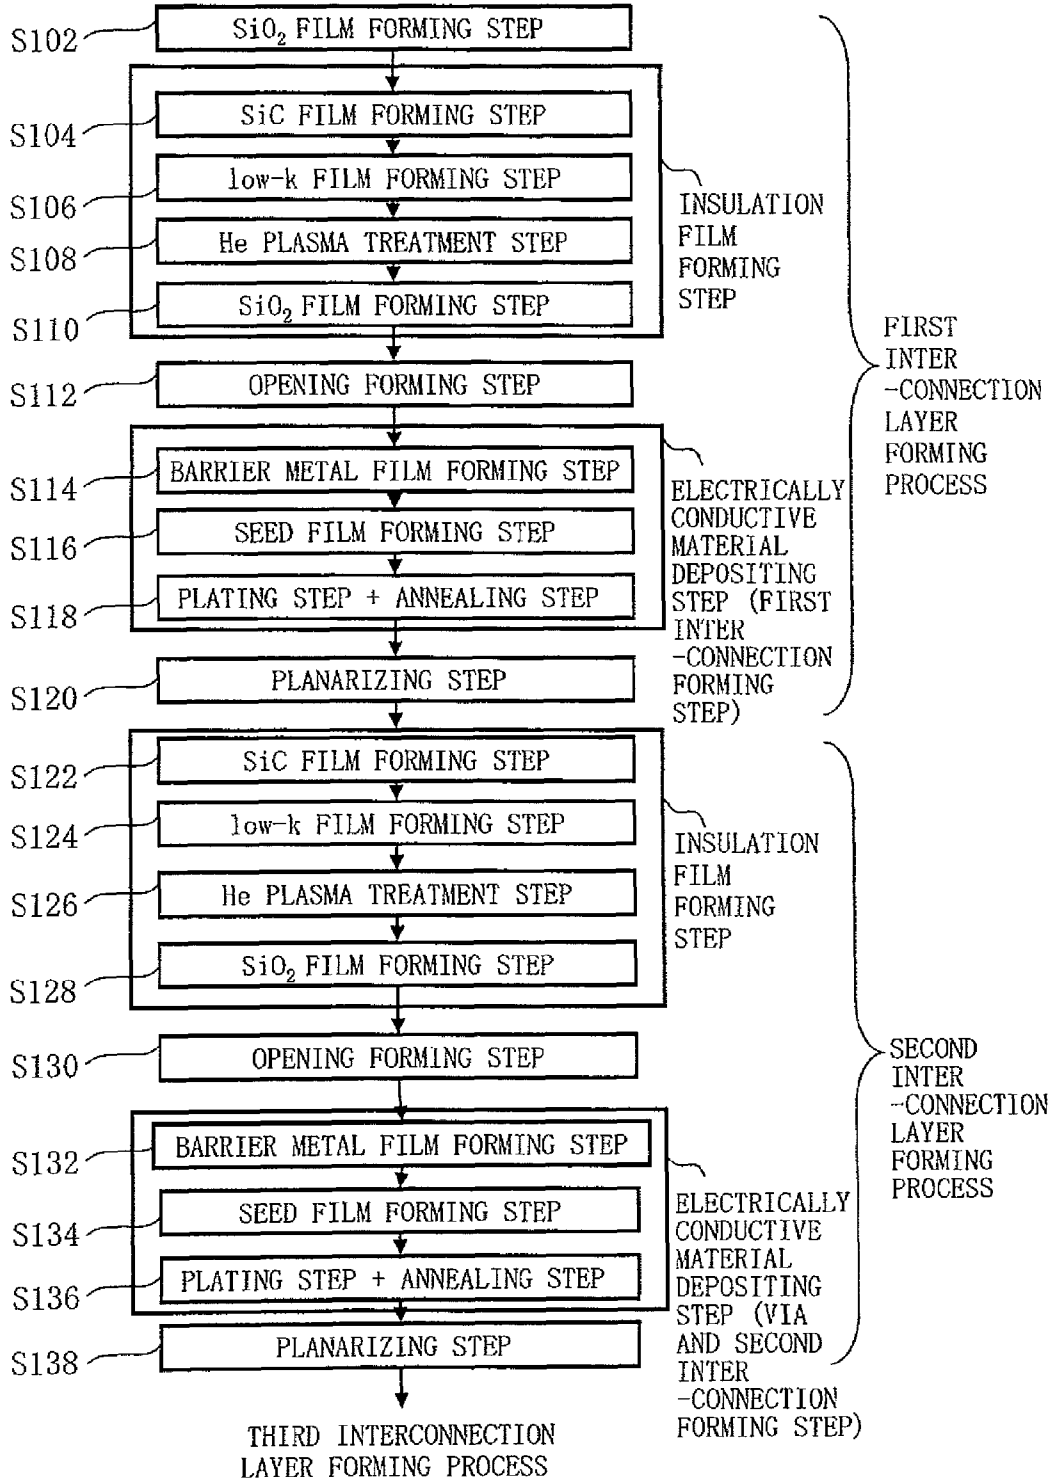 S102 SiO2 FILM FORMING STEP
S104 SiC FILM FORMING STEP
S106 low-k FILM FORMING STEP
S108 He PLASMA TREATMENT STEP
S110 SiO2 FILM FORMING STEP
INSULATION
FILM
FORMING
STEP
S112 OPENING FORMING STEP
S114 BARRIER METAL FILM FORMING STEP
S116 SEED FILM FORMING STEP
S118 PLATING STEP + ANNEALING STEP
ELECTRICALLY
CONDUCTIVE
MATERIAL
DEPOSITING
STEP (FIRST
INTER
-CONNECTION
FORMING
STEP)
S120 PLANARIZING STEP
FIRST
INTER
-CONNECTION
LAYER
FORMING
PROCESS
S122 SiC FILM FORMING STEP
S124 low-k FILM FORMING STEP
S126 He PLASMA TREATMENT STEP
S128 SiO2 FILM FORMING STEP
INSULATION
FILM
FORMING
STEP
S130 OPENING FORMING STEP
S132 BARRIER METAL FILM FORMING STEP
S134 SEED FILM FORMING STEP
S136 PLATING STEP + ANNEALING STEP
ELECTRICALLY
CONDUCTIVE
MATERIAL
DEPOSITING
STEP (VIA
AND SECOND
INTER
-CONNECTION
FORMING STEP)
S138 PLANARIZING STEP
SECOND
INTER
-CONNECTION
LAYER
FORMING
PROCESS
THIRD INTERCONNECTION
LAYER FORMING PROCESS